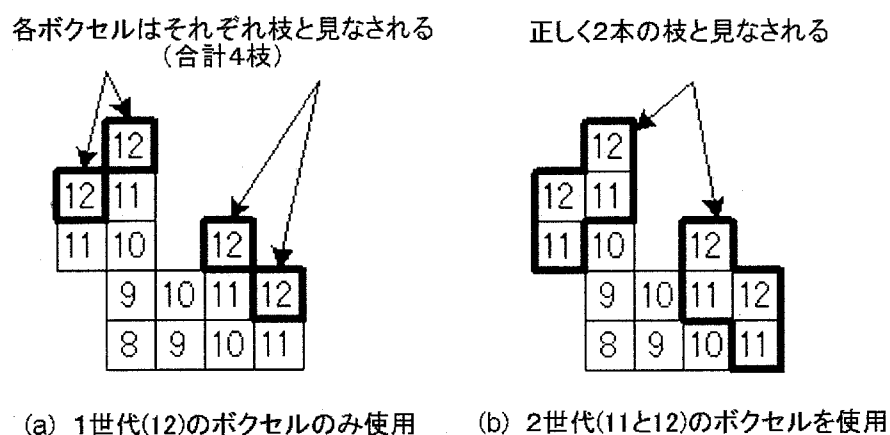 各ボクセルはそれぞれ枝と見なされる
(合計4枝)
正しく2本の枝と見なされる
12
12 11
11 10 12
9 10 11 12
8 9 10 11
12
12 11
11 10 12
9 10 11 12
8 9 10 11
(a) 1世代(12)のボクセルのみ使用
(b) 2世代(11と12)のボクセルを使用